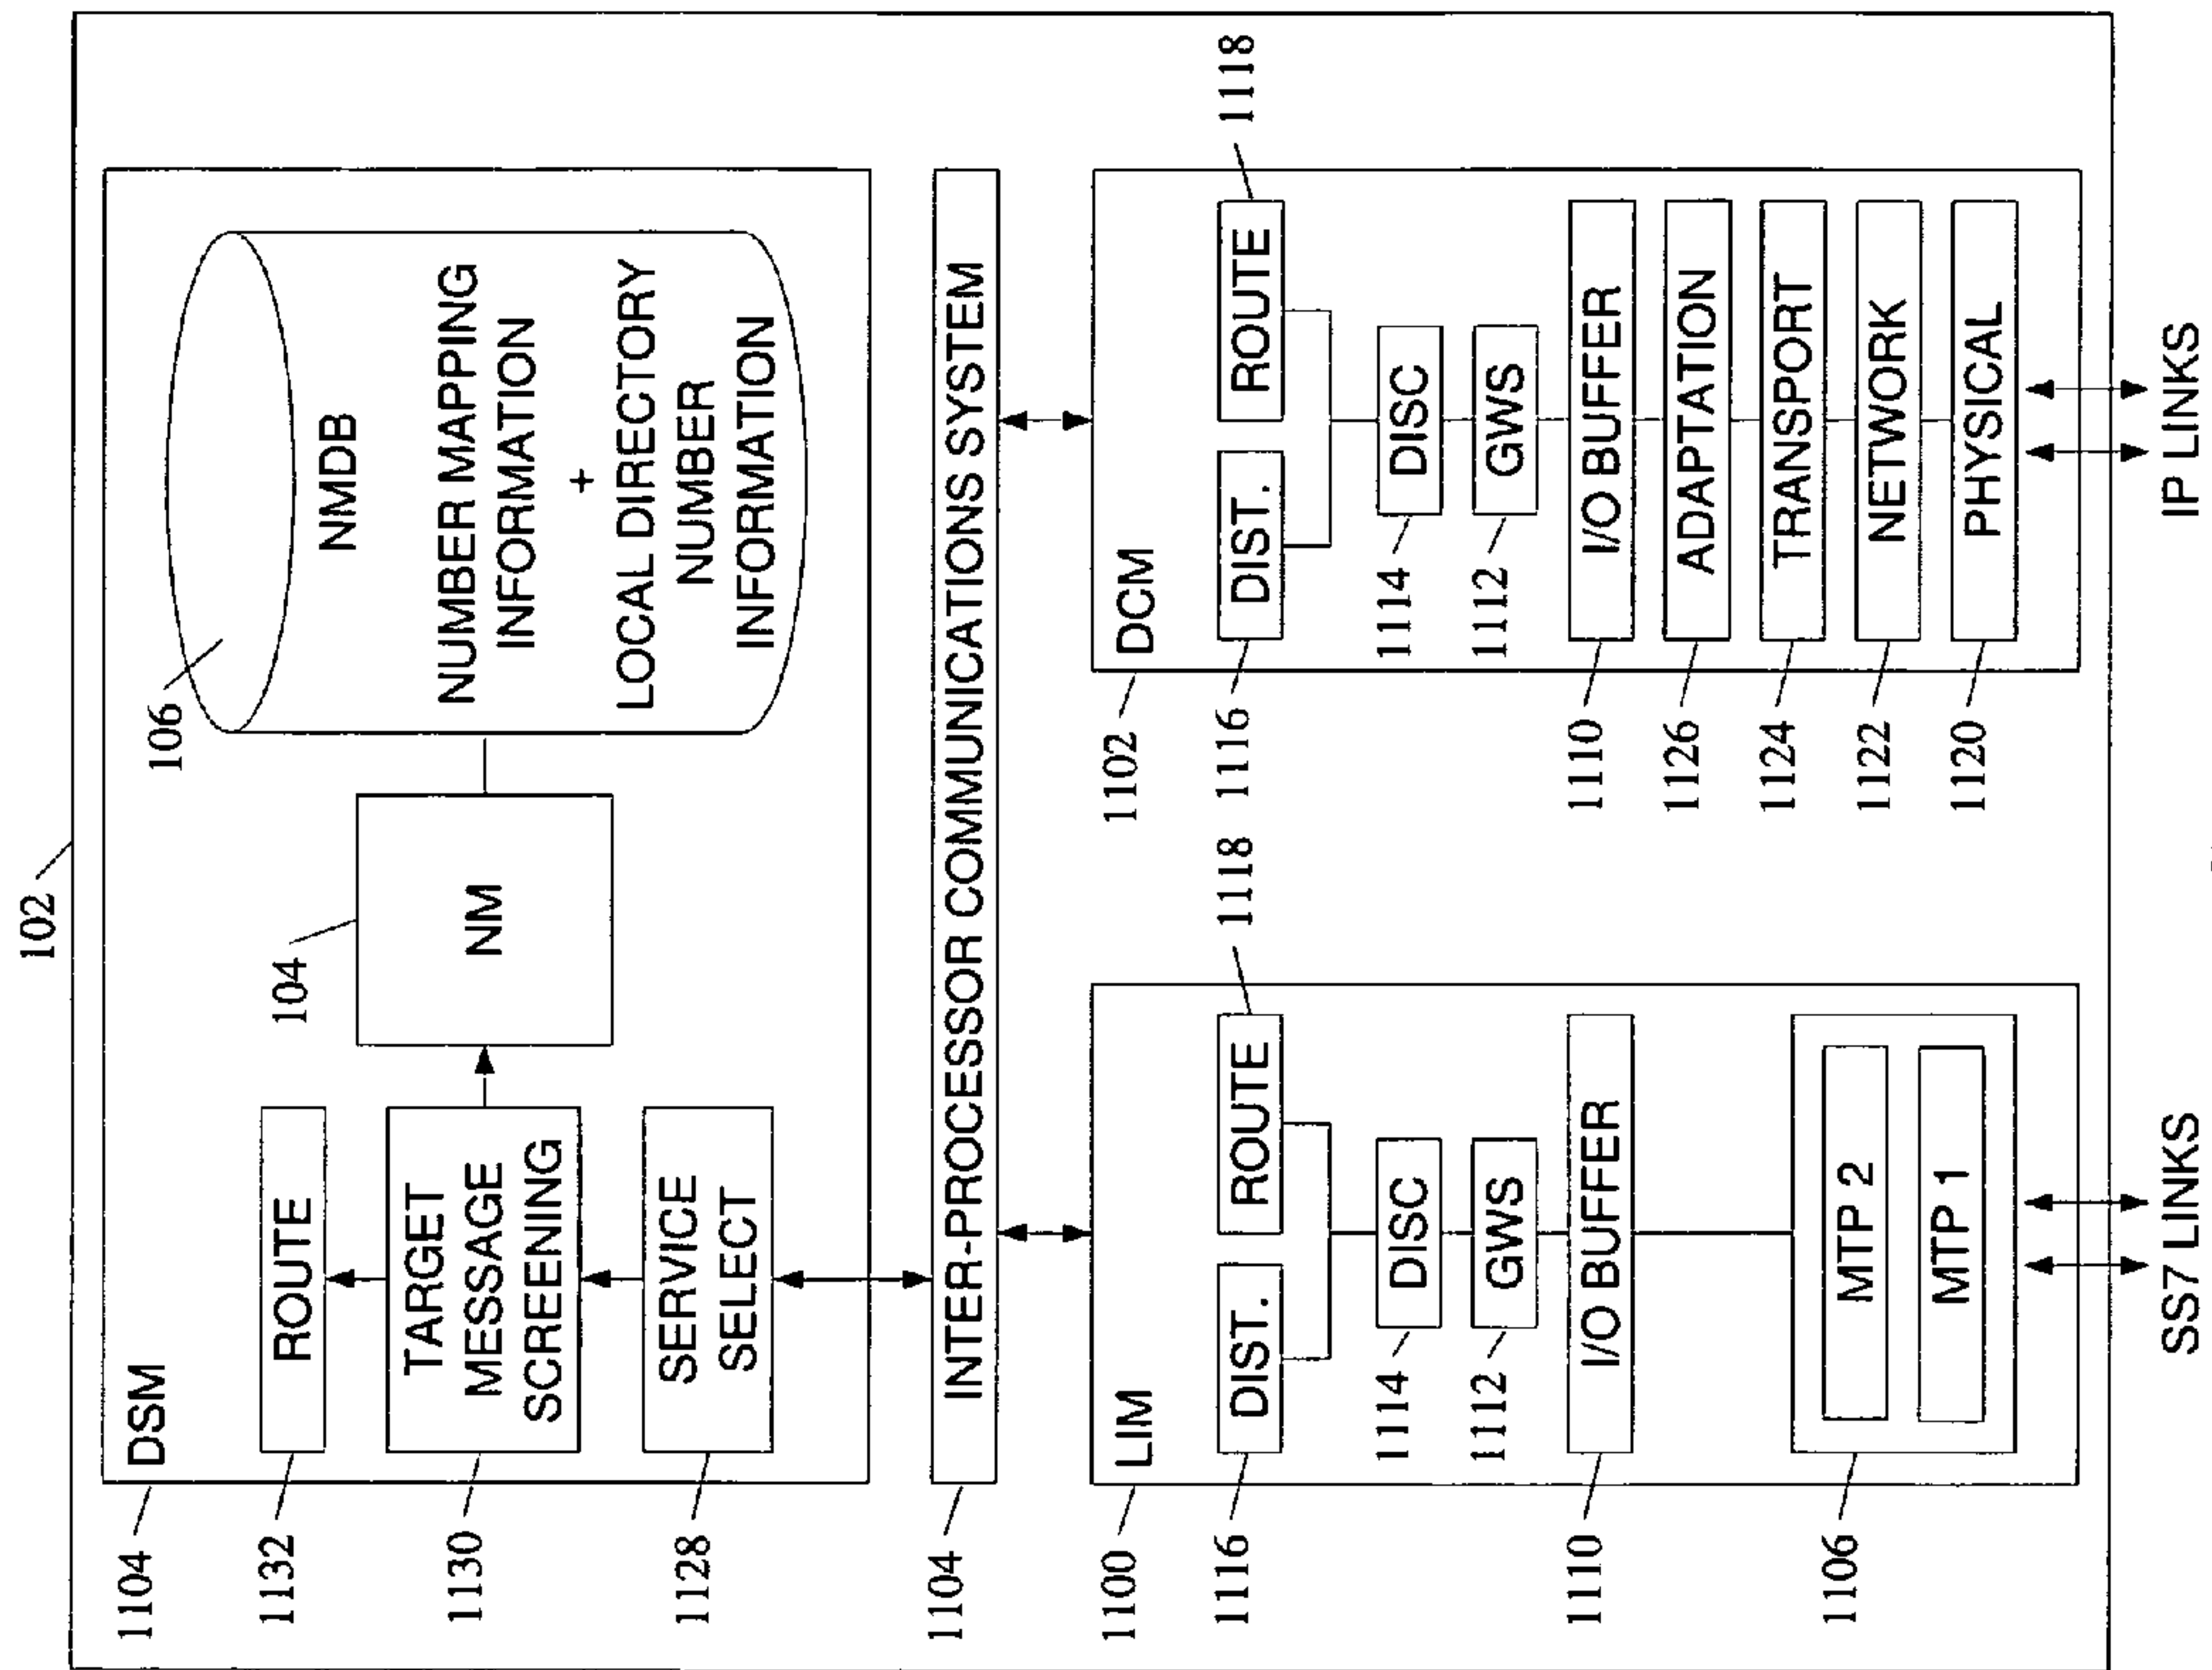 102
1104
DSM
1132
ROUTE
1130
TARGET
MESSAGE
SCREENING
1128
SERVICE
SELECT
104
NM
106
NMDB
NUMBER MAPPING
INFORMATION
+
LOCAL DIRECTORY
NUMBER
INFORMATION
1104
INTER-PROCESSOR COMMUNICATIONS SYSTEM
1100
LIM
1116
DIST.
ROUTE
1118
1114
DISC
1112
GWS
1110
I/O BUFFER
1106
MTP 2
MTP 1
SS7 LINKS
1102
DCM
1116
DIST.
ROUTE
1118
1114
DISC
1112
GWS
1110
I/O BUFFER
1126
ADAPTATION
1124
TRANSPORT
1122
NETWORK
1120
PHYSICAL
IP LINKS